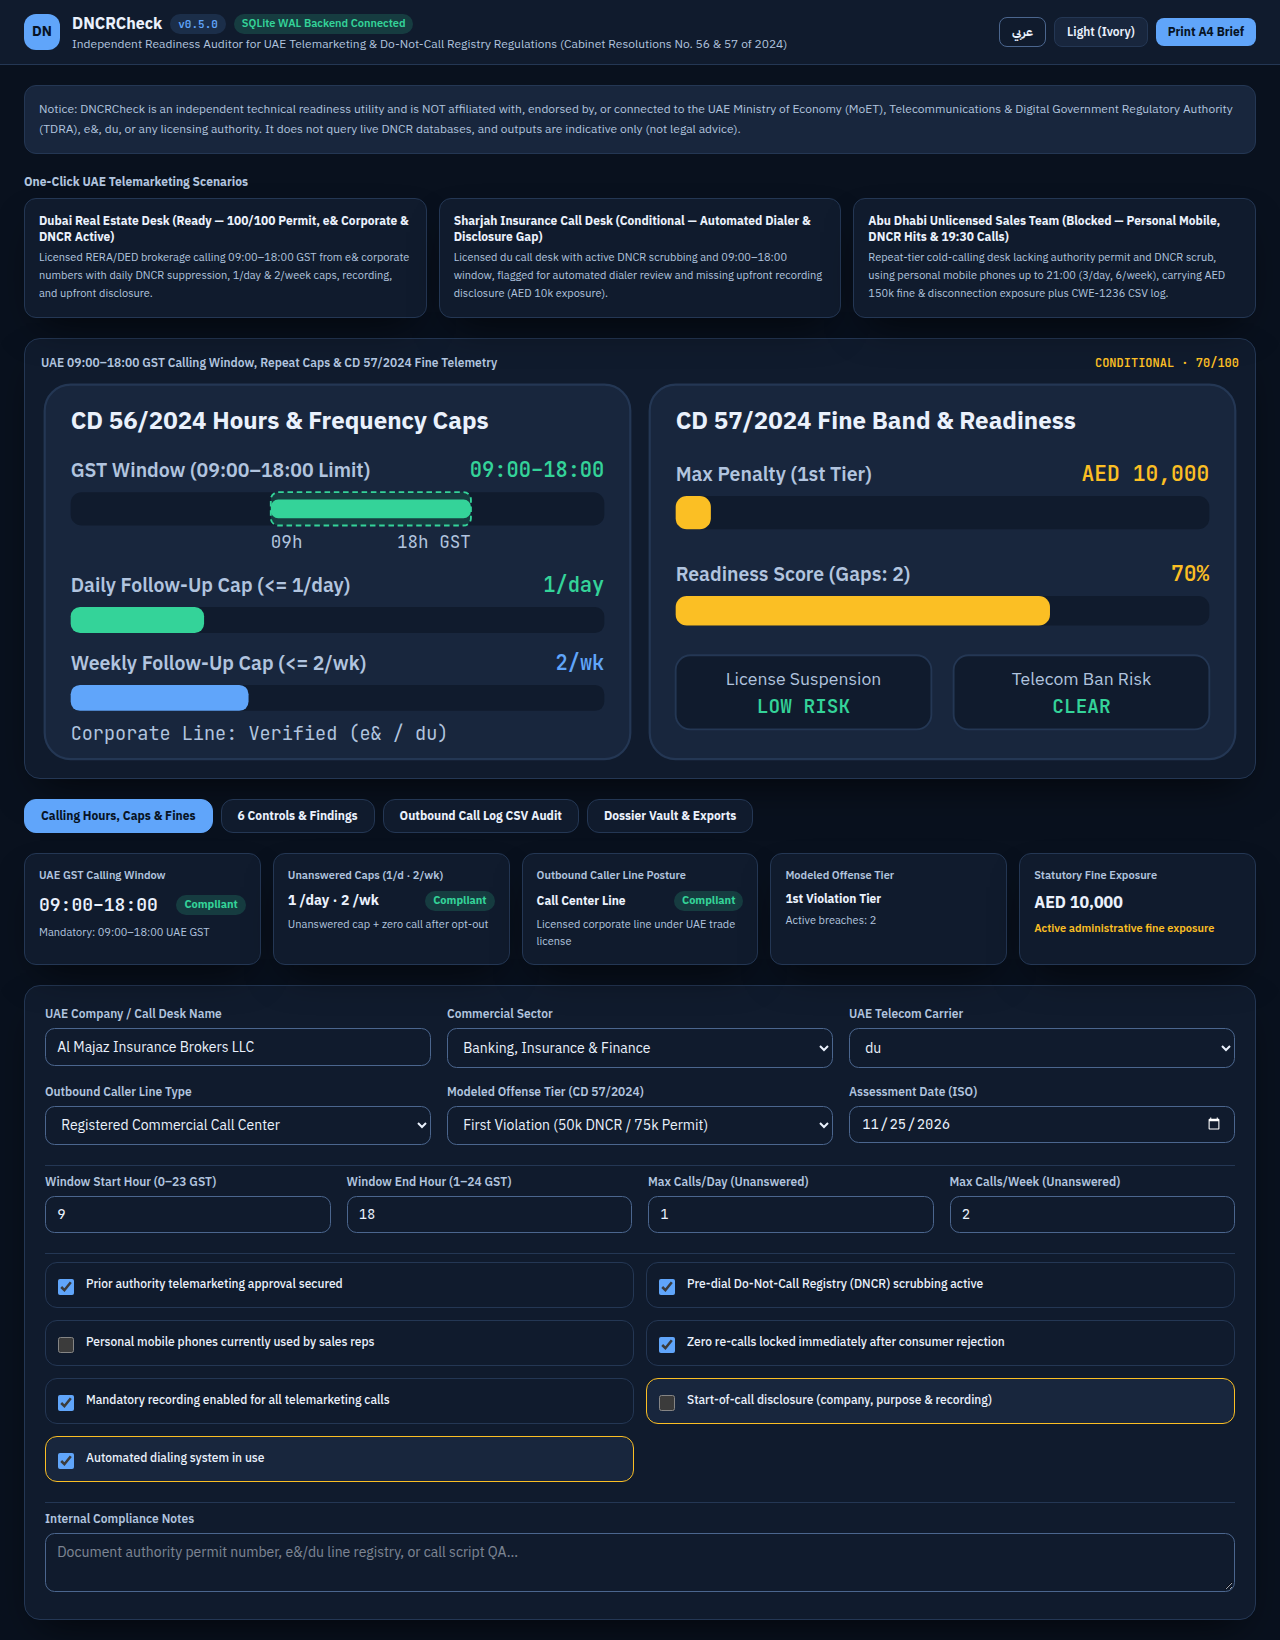 DN
DNCRCheck v0.5.0 SQLite WAL Backend Connected
Independent Readiness Auditor for UAE Telemarketing & Do-Not-Call Registry Regulations (Cabinet Resolutions No. 56 & 57 of 2024)
عربي
Light (Ivory)
Print A4 Brief
Notice: DNCRCheck is an independent technical readiness utility and is NOT affiliated with, endorsed by, or connected to the UAE Ministry of Economy (MoET), Telecommunications & Digital Government Regulatory Authority
(TDRA), e&, du, or any licensing authority. It does not query live DNCR databases, and outputs are indicative only (not legal advice).
One-Click UAE Telemarketing Scenarios
Dubai Real Estate Desk (Ready — 100/100 Permit, e& Corporate &
DNCR Active)
Licensed RERA/DED brokerage calling 09:00–18:00 GST from e& corporate
numbers with daily DNCR suppression, 1/day & 2/week caps, recording,
and upfront disclosure.
Sharjah Insurance Call Desk (Conditional — Automated Dialer &
Disclosure Gap)
Licensed du call desk with active DNCR scrubbing and 09:00–18:00
window, flagged for automated dialer review and missing upfront recording
disclosure (AED 10k exposure).
Abu Dhabi Unlicensed Sales Team (Blocked — Personal Mobile,
DNCR Hits & 19:30 Calls)
Repeat-tier cold-calling desk lacking authority permit and DNCR scrub,
using personal mobile phones up to 21:00 (3/day, 6/week), carrying AED
150k fine & disconnection exposure plus CWE-1236 CSV log.
UAE 09:00–18:00 GST Calling Window, Repeat Caps & CD 57/2024 Fine Telemetry
CONDITIONAL · 70/100
CD 56/2024 Hours & Frequency Caps
GST Window (09:00–18:00 Limit) 09:00–18:00
09h 18h GST
Daily Follow-Up Cap (<= 1/day) 1/day
Weekly Follow-Up Cap (<= 2/wk) 2/wk
Corporate Line: Verified (e& / du)
CD 57/2024 Fine Band & Readiness
Max Penalty (1st Tier) AED 10,000
Readiness Score (Gaps: 2) 70%
License Suspension
LOW RISK
Telecom Ban Risk
CLEAR
Calling Hours, Caps & Fines
6 Controls & Findings
Outbound Call Log CSV Audit
Dossier Vault & Exports
UAE GST Calling Window
09:00–18:00 Compliant
Mandatory: 09:00–18:00 UAE GST
Unanswered Caps (1/d · 2/wk)
1 /day · 2 /wk Compliant
Unanswered cap + zero call after opt-out
Outbound Caller Line Posture
Call Center Line Compliant
Licensed corporate line under UAE trade
license
Modeled Offense Tier
1st Violation Tier
Active breaches: 2
Statutory Fine Exposure
AED 10,000
Active administrative fine exposure
UAE Company / Call Desk Name
Al Majaz Insurance Brokers LLC
Commercial Sector
Banking, Insurance & Finance
UAE Telecom Carrier
du
Outbound Caller Line Type
Registered Commercial Call Center
Modeled Offense Tier (CD 57/2024)
First Violation (50k DNCR / 75k Permit)
Assessment Date (ISO)
11/25/2026
Window Start Hour (0–23 GST)
9
Window End Hour (1–24 GST)
18
Max Calls/Day (Unanswered)
1
Max Calls/Week (Unanswered)
2
Prior authority telemarketing approval secured
Pre-dial Do-Not-Call Registry (DNCR) scrubbing active
Personal mobile phones currently used by sales reps
Zero re-calls locked immediately after consumer rejection
Mandatory recording enabled for all telemarketing calls
Start-of-call disclosure (company, purpose & recording)
Automated dialing system in use
Internal Compliance Notes
Document authority permit number, e&/du line registry, or call script QA...